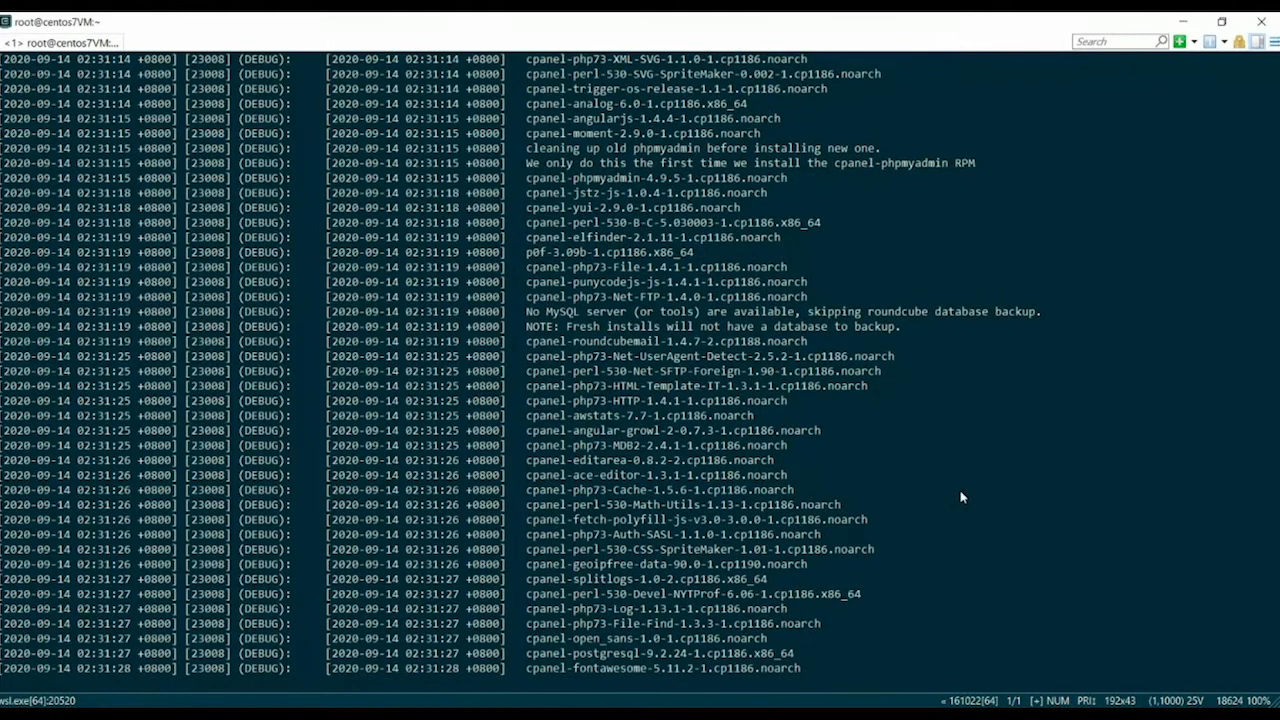 root@centos7VM:~
<1> root@centos7VM:...
Search
[2020-09-14 02:31:14 +0800] [23008] (DEBUG): [2020-09-14 02:31:14 +0800] cpanel-php73-XML-SVG-1.1.0-1.cp1186.noarch
[2020-09-14 02:31:14 +0800] [23008] (DEBUG): [2020-09-14 02:31:14 +0800] cpanel-perl-530-SVG-SpriteMaker-0.002-1.cp1186.noarch
[2020-09-14 02:31:14 +0800] [23008] (DEBUG): [2020-09-14 02:31:14 +0800] cpanel-trigger-os-release-1.1-1.cp1186.noarch
[2020-09-14 02:31:14 +0800] [23008] (DEBUG): [2020-09-14 02:31:14 +0800] cpanel-analog-6.0-1.cp1186.x86_64
[2020-09-14 02:31:15 +0800] [23008] (DEBUG): [2020-09-14 02:31:15 +0800] cpanel-angularjs-1.4.4-1.cp1186.noarch
[2020-09-14 02:31:15 +0800] [23008] (DEBUG): [2020-09-14 02:31:15 +0800] cpanel-moment-2.9.0-1.cp1186.noarch
[2020-09-14 02:31:15 +0800] [23008] (DEBUG): [2020-09-14 02:31:15 +0800] cleaning up old phpmyadmin before installing new one.
[2020-09-14 02:31:15 +0800] [23008] (DEBUG): [2020-09-14 02:31:15 +0800] We only do this the first time we install the cpanel-phpmyadmin RPM
[2020-09-14 02:31:15 +0800] [23008] (DEBUG): [2020-09-14 02:31:15 +0800] cpanel-phpmyadmin-4.9.5-1.cp1186.noarch
[2020-09-14 02:31:18 +0800] [23008] (DEBUG): [2020-09-14 02:31:18 +0800] cpanel-jstz-js-1.0.4-1.cp1186.noarch
[2020-09-14 02:31:18 +0800] [23008] (DEBUG): [2020-09-14 02:31:18 +0800] cpanel-yui-2.9.0-1.cp1186.noarch
[2020-09-14 02:31:18 +0800] [23008] (DEBUG): [2020-09-14 02:31:18 +0800] cpanel-perl-530-B-C-5.030003-1.cp1186.x86_64
[2020-09-14 02:31:19 +0800] [23008] (DEBUG): [2020-09-14 02:31:19 +0800] cpanel-elfinder-2.1.11-1.cp1186.noarch
[2020-09-14 02:31:19 +0800] [23008] (DEBUG): [2020-09-14 02:31:19 +0800] p0f-3.09b-1.cp1186.x86_64
[2020-09-14 02:31:19 +0800] [23008] (DEBUG): [2020-09-14 02:31:19 +0800] cpanel-php73-File-1.4.1-1.cp1186.noarch
[2020-09-14 02:31:19 +0800] [23008] (DEBUG): [2020-09-14 02:31:19 +0800] cpanel-punycodejs-js-1.4.1-1.cp1186.noarch
[2020-09-14 02:31:19 +0800] [23008] (DEBUG): [2020-09-14 02:31:19 +0800] cpanel-php73-Net-FTP-1.4.0-1.cp1186.noarch
[2020-09-14 02:31:19 +0800] [23008] (DEBUG): [2020-09-14 02:31:19 +0800] No MySQL server (or tools) are available, skipping roundcube database backup.
[2020-09-14 02:31:19 +0800] [23008] (DEBUG): [2020-09-14 02:31:19 +0800] NOTE: Fresh installs will not have a database to backup.
[2020-09-14 02:31:19 +0800] [23008] (DEBUG): [2020-09-14 02:31:19 +0800] cpanel-roundcubemail-1.4.7-2.cp1188.noarch
[2020-09-14 02:31:25 +0800] [23008] (DEBUG): [2020-09-14 02:31:25 +0800] cpanel-php73-Net-UserAgent-Detect-2.5.2-1.cp1186.noarch
[2020-09-14 02:31:25 +0800] [23008] (DEBUG): [2020-09-14 02:31:25 +0800] cpanel-perl-530-Net-SFTP-Foreign-1.90-1.cp1186.noarch
[2020-09-14 02:31:25 +0800] [23008] (DEBUG): [2020-09-14 02:31:25 +0800] cpanel-php73-HTML-Template-IT-1.3.1-1.cp1186.noarch
[2020-09-14 02:31:25 +0800] [23008] (DEBUG): [2020-09-14 02:31:25 +0800] cpanel-php73-HTTP-1.4.1-1.cp1186.noarch
[2020-09-14 02:31:25 +0800] [23008] (DEBUG): [2020-09-14 02:31:25 +0800] cpanel-awstats-7.7-1.cp1186.noarch
[2020-09-14 02:31:25 +0800] [23008] (DEBUG): [2020-09-14 02:31:25 +0800] cpanel-angular-growl-2-0.7.3-1.cp1186.noarch
[2020-09-14 02:31:25 +0800] [23008] (DEBUG): [2020-09-14 02:31:25 +0800] cpanel-php73-MDB2-2.4.1-1.cp1186.noarch
[2020-09-14 02:31:26 +0800] [23008] (DEBUG): [2020-09-14 02:31:26 +0800] cpanel-editarea-0.8.2-2.cp1186.noarch
[2020-09-14 02:31:26 +0800] [23008] (DEBUG): [2020-09-14 02:31:26 +0800] cpanel-ace-editor-1.3.1-1.cp1186.noarch
[2020-09-14 02:31:26 +0800] [23008] (DEBUG): [2020-09-14 02:31:26 +0800] cpanel-php73-Cache-1.5.6-1.cp1186.noarch
[2020-09-14 02:31:26 +0800] [23008] (DEBUG): [2020-09-14 02:31:26 +0800] cpanel-perl-530-Math-Utils-1.13-1.cp1186.noarch
[2020-09-14 02:31:26 +0800] [23008] (DEBUG): [2020-09-14 02:31:26 +0800] cpanel-fetch-polyfill-js-v3.0-3.0.0-1.cp1186.noarch
[2020-09-14 02:31:26 +0800] [23008] (DEBUG): [2020-09-14 02:31:26 +0800] cpanel-php73-Auth-SASL-1.1.0-1.cp1186.noarch
[2020-09-14 02:31:26 +0800] [23008] (DEBUG): [2020-09-14 02:31:26 +0800] cpanel-perl-530-CSS-SpriteMaker-1.01-1.cp1186.noarch
[2020-09-14 02:31:26 +0800] [23008] (DEBUG): [2020-09-14 02:31:26 +0800] cpanel-geoipfree-data-90.0-1.cp1190.noarch
[2020-09-14 02:31:27 +0800] [23008] (DEBUG): [2020-09-14 02:31:27 +0800] cpanel-splitlogs-1.0-2.cp1186.x86_64
[2020-09-14 02:31:27 +0800] [23008] (DEBUG): [2020-09-14 02:31:27 +0800] cpanel-perl-530-Devel-NYTProf-6.06-1.cp1186.x86_64
[2020-09-14 02:31:27 +0800] [23008] (DEBUG): [2020-09-14 02:31:27 +0800] cpanel-php73-Log-1.13.1-1.cp1186.noarch
[2020-09-14 02:31:27 +0800] [23008] (DEBUG): [2020-09-14 02:31:27 +0800] cpanel-php73-File-Find-1.3.3-1.cp1186.noarch
[2020-09-14 02:31:27 +0800] [23008] (DEBUG): [2020-09-14 02:31:27 +0800] cpanel-open_sans-1.0-1.cp1186.noarch
[2020-09-14 02:31:27 +0800] [23008] (DEBUG): [2020-09-14 02:31:27 +0800] cpanel-postgresql-9.2.24-1.cp1186.x86_64
[2020-09-14 02:31:28 +0800] [23008] (DEBUG): [2020-09-14 02:31:28 +0800] cpanel-fontawesome-5.11.2-1.cp1186.noarch
wsl.exe[64]:20520 « 161022[64] 1/1 [+] NUM PRI↕ 192x43 (1,1000) 25V 18624 100%